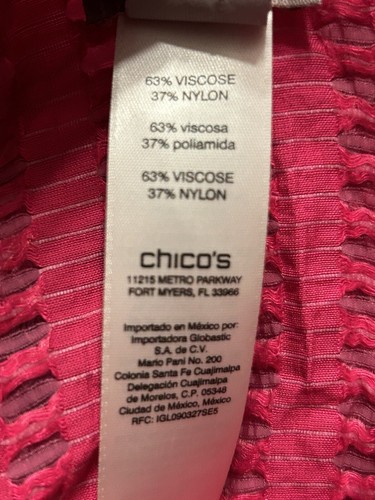 63% VISCOSE
37% NYLON
63% viscosa
37% poliamida
63% VISCOSE
37% NYLON
chico's
11215 METRO PARKWAY
FORT MYERS, FL 33966
Importado en México por:
Importadora Globastic
S.A. de C.V.
Mario Pani No. 200
Colonia Santa Fe Cuajimalpa
Delegación Cuajimalpa
de Morelos, C.P. 05348
Ciudad de México, México
RFC: IGL090327SE5